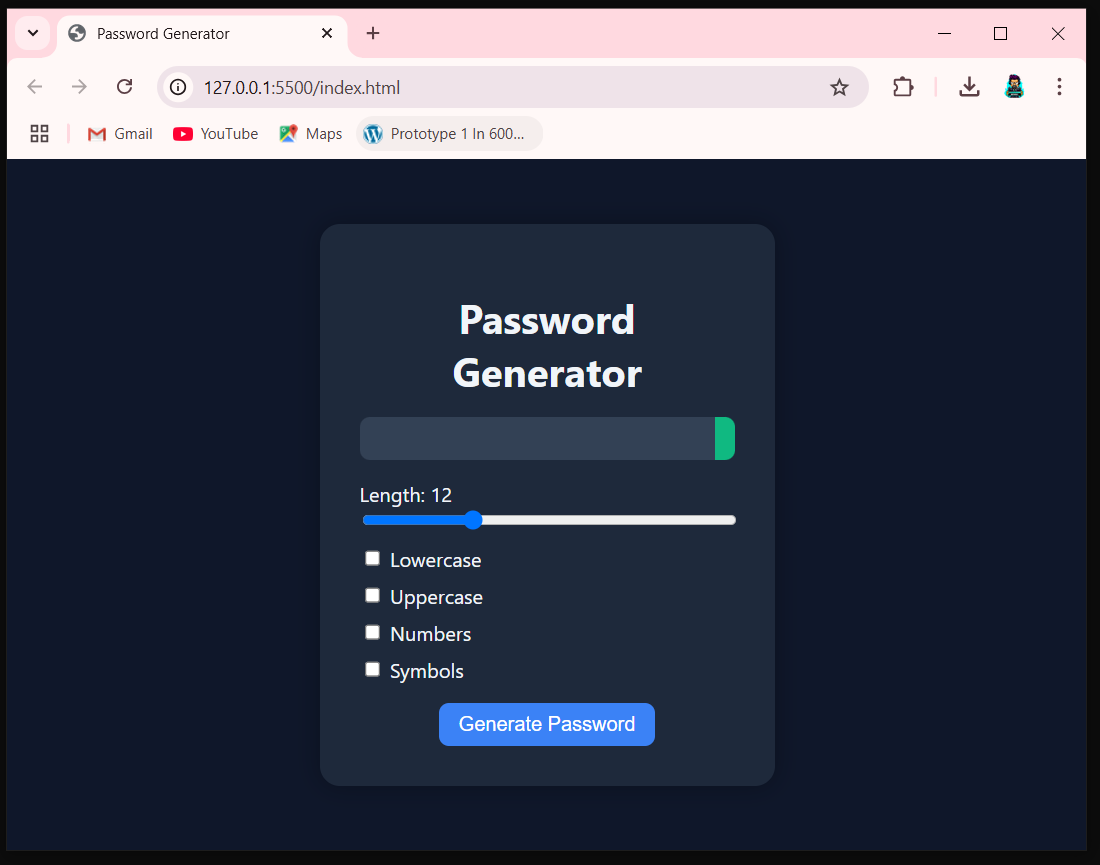 Password Generator
127.0.0.1:5500/index.html
Gmail YouTube Maps Prototype 1 In 600...
Password
Generator
Length: 12
Lowercase
Uppercase
Numbers
Symbols
Generate Password